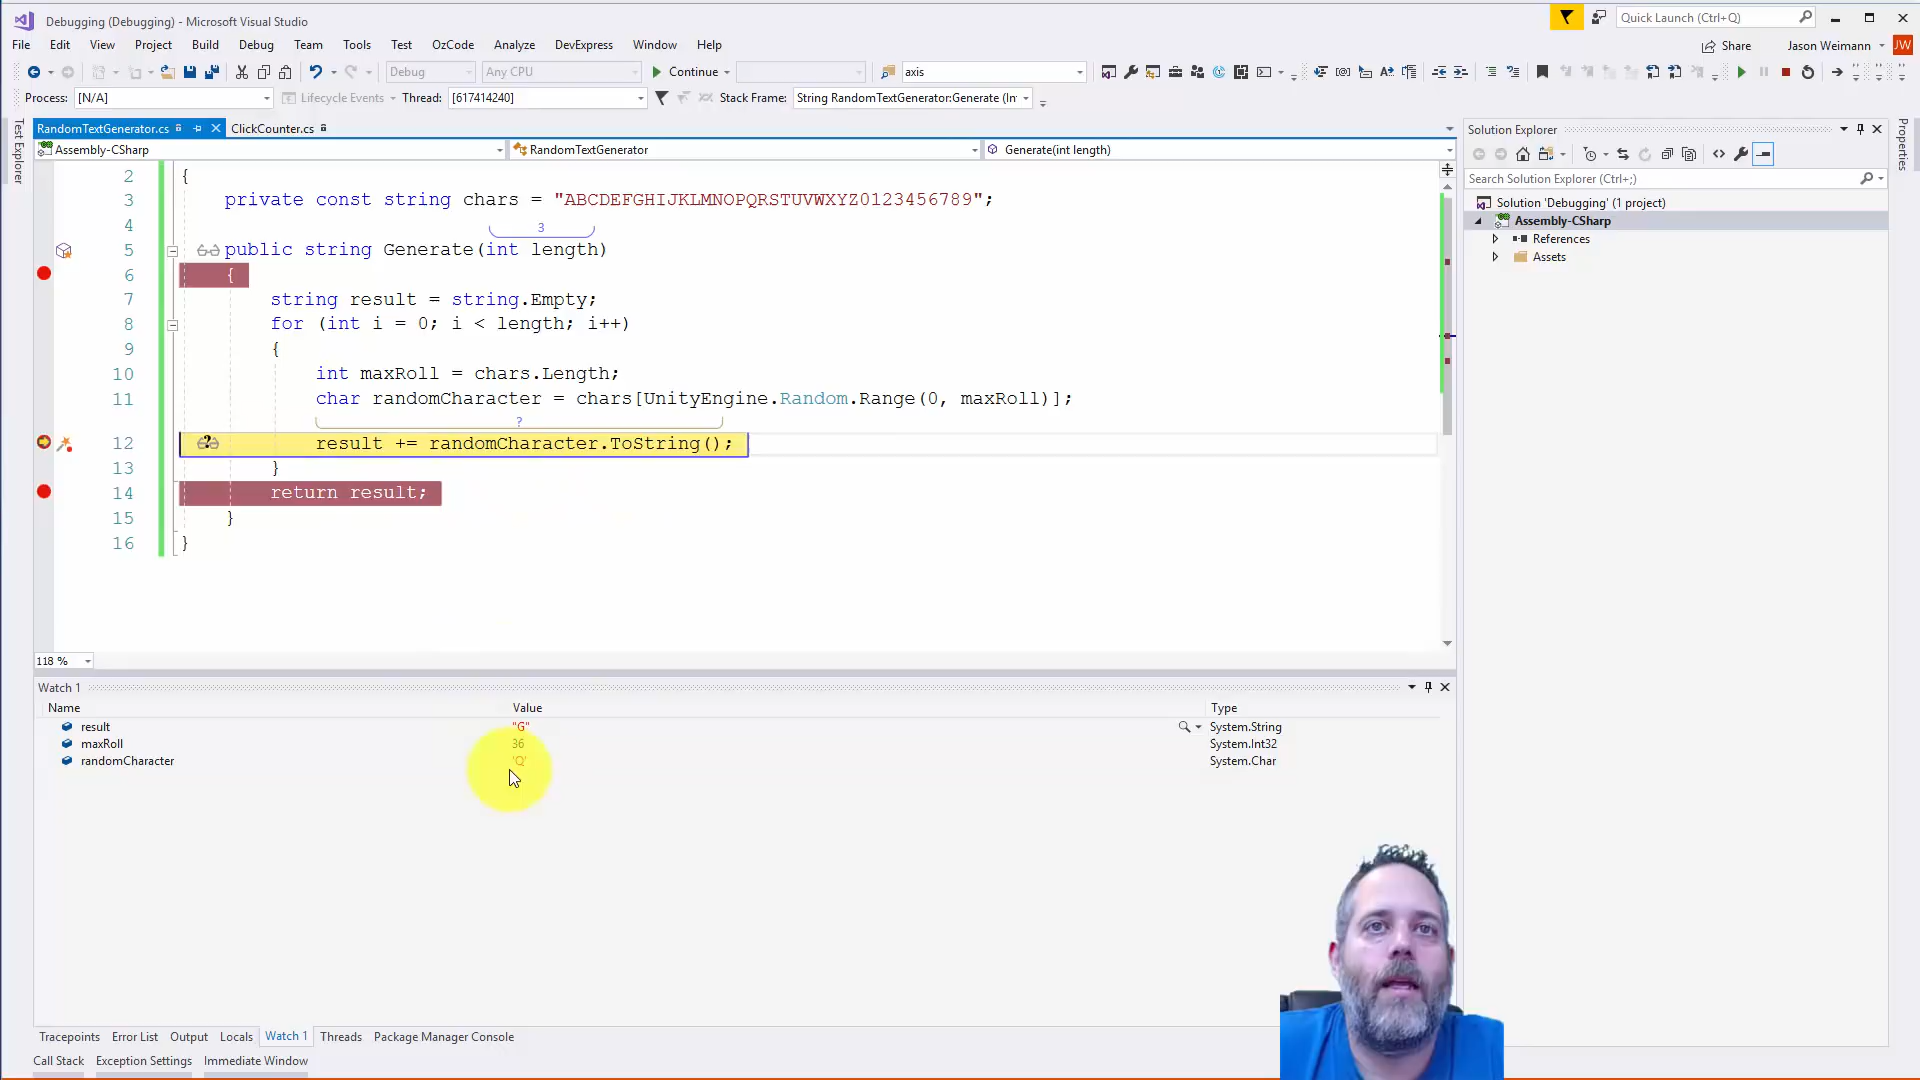 Debugging (Debugging) - Microsoft Visual Studio
Quick Launch (Ctrl+Q)
File Edit View Project Build Debug Team Tools Test OzCode Analyze DevExpress Window Help
Share Jason Weimann JW
Debug Any CPU Continue axis
Process: [N/A] Lifecycle Events Thread: [617414240] Stack Frame: String RandomTextGenerator:Generate (In
Test Explorer
RandomTextGenerator.cs ClickCounter.cs
Assembly-CSharp RandomTextGenerator Generate(int length)
2 {
3 private const string chars = "ABCDEFGHIJKLMNOPQRSTUVWXYZ0123456789";
4
3
5 public string Generate(int length)
6 {
7 string result = string.Empty;
8 for (int i = 0; i < length; i++)
9 {
10 int maxRoll = chars.Length;
11 char randomCharacter = chars[UnityEngine.Random.Range(0, maxRoll)];
?
12 result += randomCharacter.ToString();
13 }
14 return result;
15 }
16 }
118 %
Solution Explorer
Search Solution Explorer (Ctrl+;)
Solution 'Debugging' (1 project)
Assembly-CSharp
References
Assets
Properties
Watch 1
Name Value Type
result "G" System.String
maxRoll 36 System.Int32
randomCharacter 'Q' System.Char
Tracepoints Error List Output Locals Watch 1 Threads Package Manager Console
Call Stack Exception Settings Immediate Window